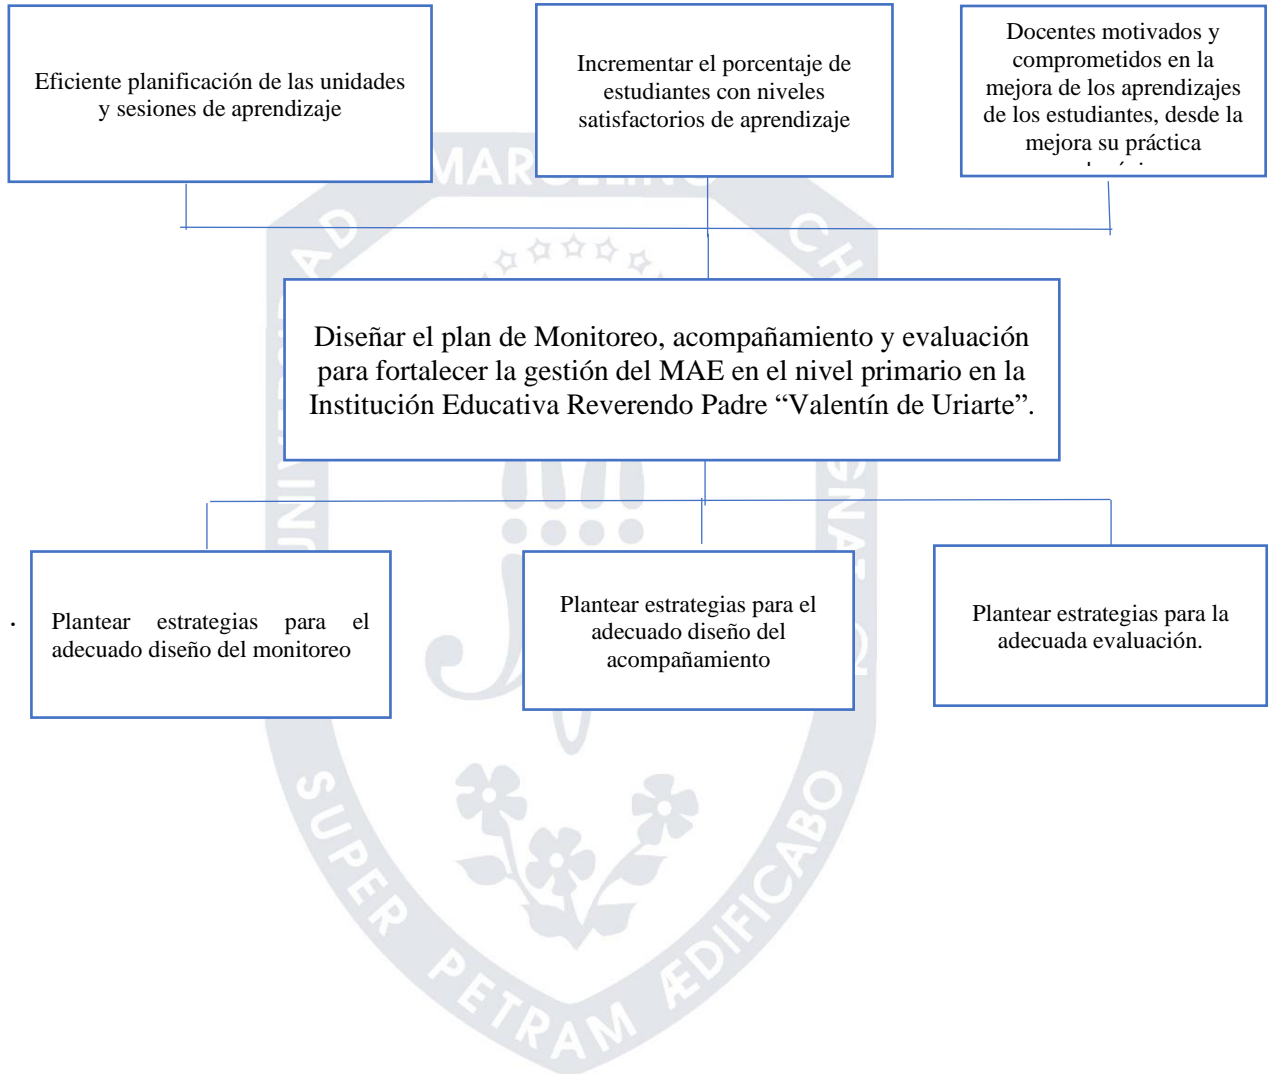 Eficiente planificación de las unidades
y sesiones de aprendizaje
Incrementar el porcentaje de
estudiantes con niveles
satisfactorios de aprendizaje
Docentes motivados y
comprometidos en la
mejora de los aprendizajes
de los estudiantes, desde la
mejora su práctica
Diseñar el plan de Monitoreo, acompañamiento y evaluación
para fortalecer la gestión del MAE en el nivel primario en la
Institución Educativa Reverendo Padre “Valentín de Uriarte”.
. Plantear estrategias para el
adecuado diseño del monitoreo
Plantear estrategias para el
adecuado diseño del
acompañamiento
Plantear estrategias para la
adecuada evaluación.
SUPER PETRAM ÆDIFICABO